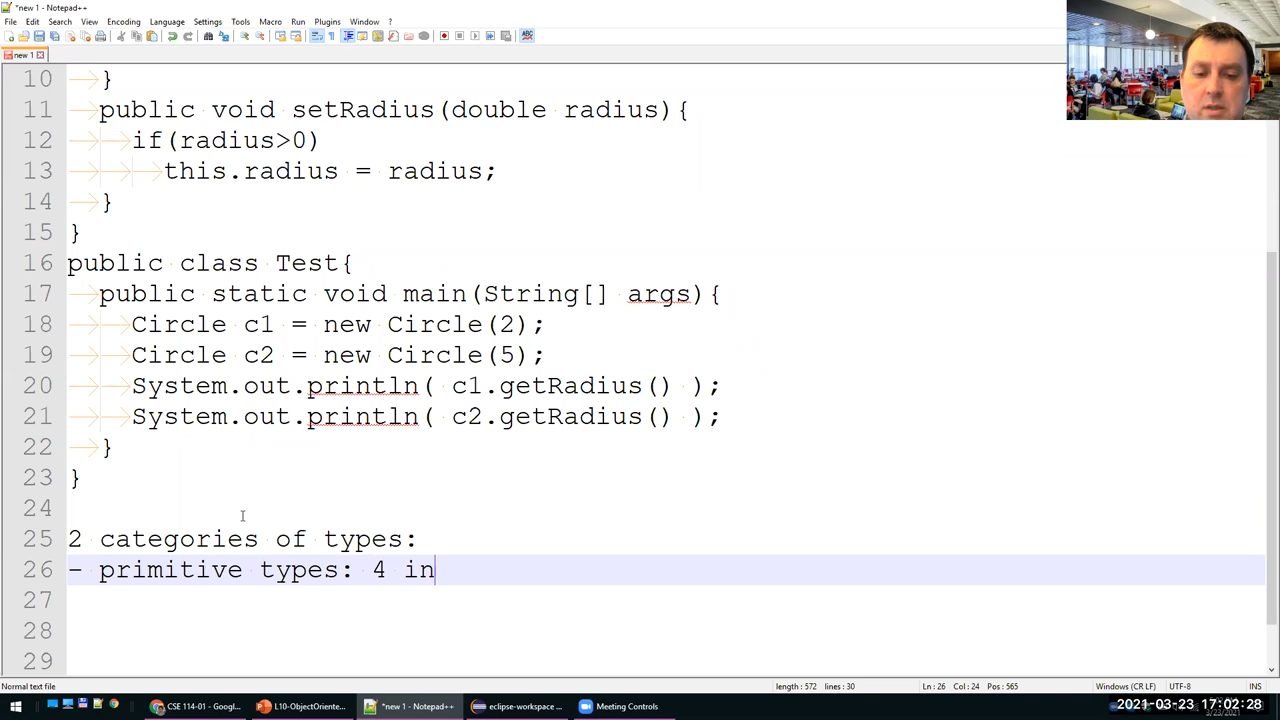 *new 1 - Notepad++
File Edit Search View Encoding Language Settings Tools Macro Run Plugins Window ?
new 1
10 }
11 public void setRadius(double radius){
12 if(radius>0)
13 this.radius = radius;
14 }
15 }
16 public class Test{
17 public static void main(String[] args){
18 Circle c1 = new Circle(2);
19 Circle c2 = new Circle(5);
20 System.out.println( c1.getRadius() );
21 System.out.println( c2.getRadius() );
22 }
23 }
24
25 2 categories of types:
26 - primitive types: 4 in
27
28
29
Normal text file length : 572 lines : 30 Ln : 26 Col : 24 Pos : 565 Windows (CR LF) UTF-8 INS
CSE 114-01 - Googl... L10-ObjectOriente... *new 1 - Notepad++ eclipse-workspace ... Meeting Controls 2021-03-23 17:02:28